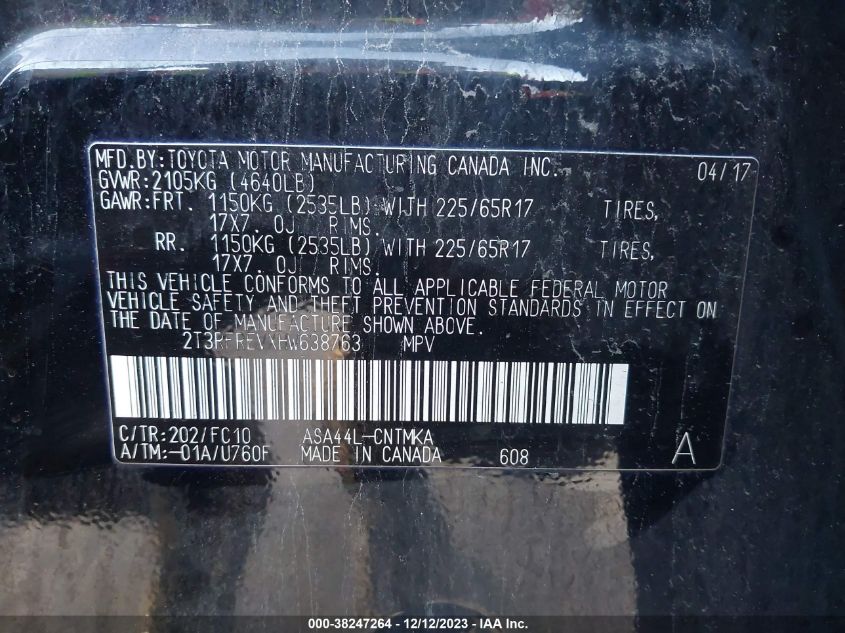 MFD.BY:TOYOTA MOTOR MANUFACTURING CANADA INC. 04/17
GVWR:2105KG (4640LB)
GAWR:FRT. 1150KG (2535LB) WITH 225/65R17 TIRES,
17X7.0J RIMS.
RR. 1150KG (2535LB) WITH 225/65R17 TIRES,
17X7.0J RIMS.
THIS VEHICLE CONFORMS TO ALL APPLICABLE FEDERAL MOTOR
VEHICLE SAFETY AND THEFT PREVENTION STANDARDS IN EFFECT ON
THE DATE OF MANUFACTURE SHOWN ABOVE.
MPV
C/TR:202/FC10 ASA44L-CNTMKA
A/TM:-01A/U760F MADE IN CANADA 608 A
000-38247264 - 12/12/2023 - IAA Inc.